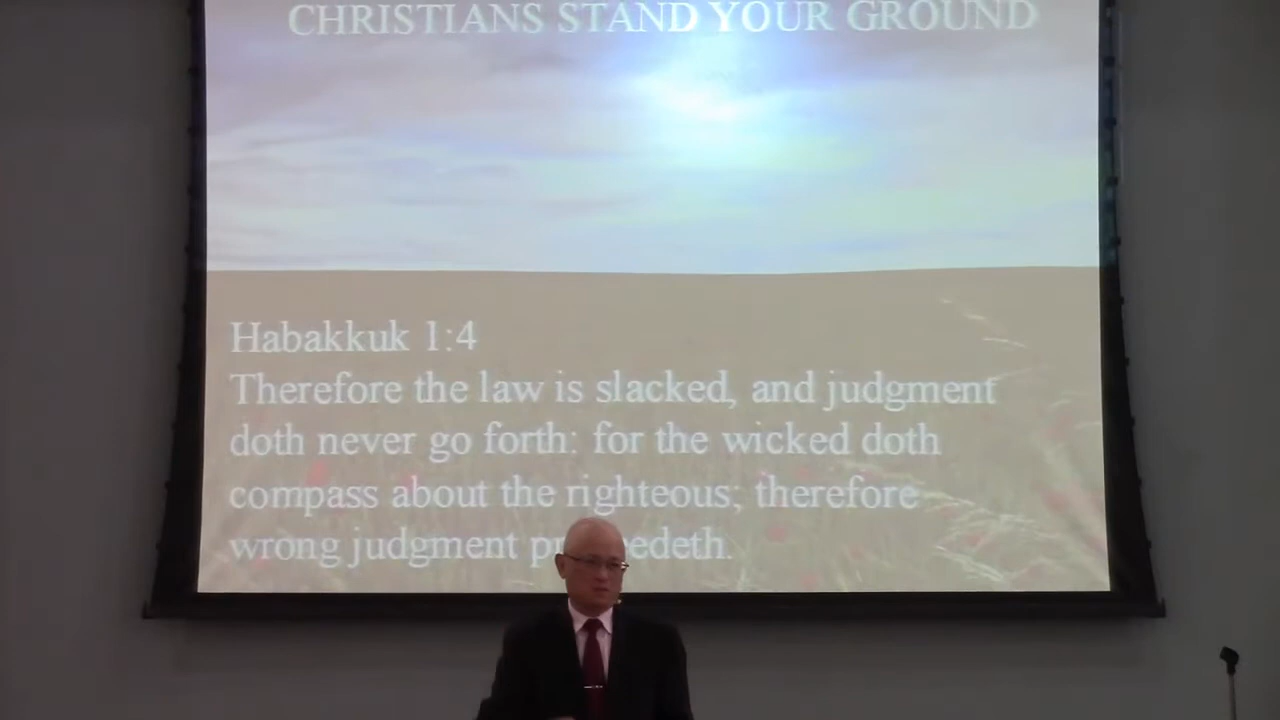 CHRISTIANS STAND YOUR GROUND
Habakkuk 1:4
Therefore the law is slacked, and judgment
doth never go forth: for the wicked doth
compass about the righteous; therefore
wrong judgment